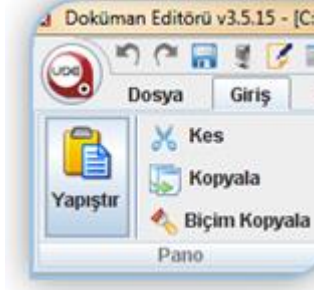 Doküman Editörü v3.5.15 - [C:
UDE
Dosya Giriş
Kes
Kopyala
Yapıştır
Biçim Kopyala
Pano